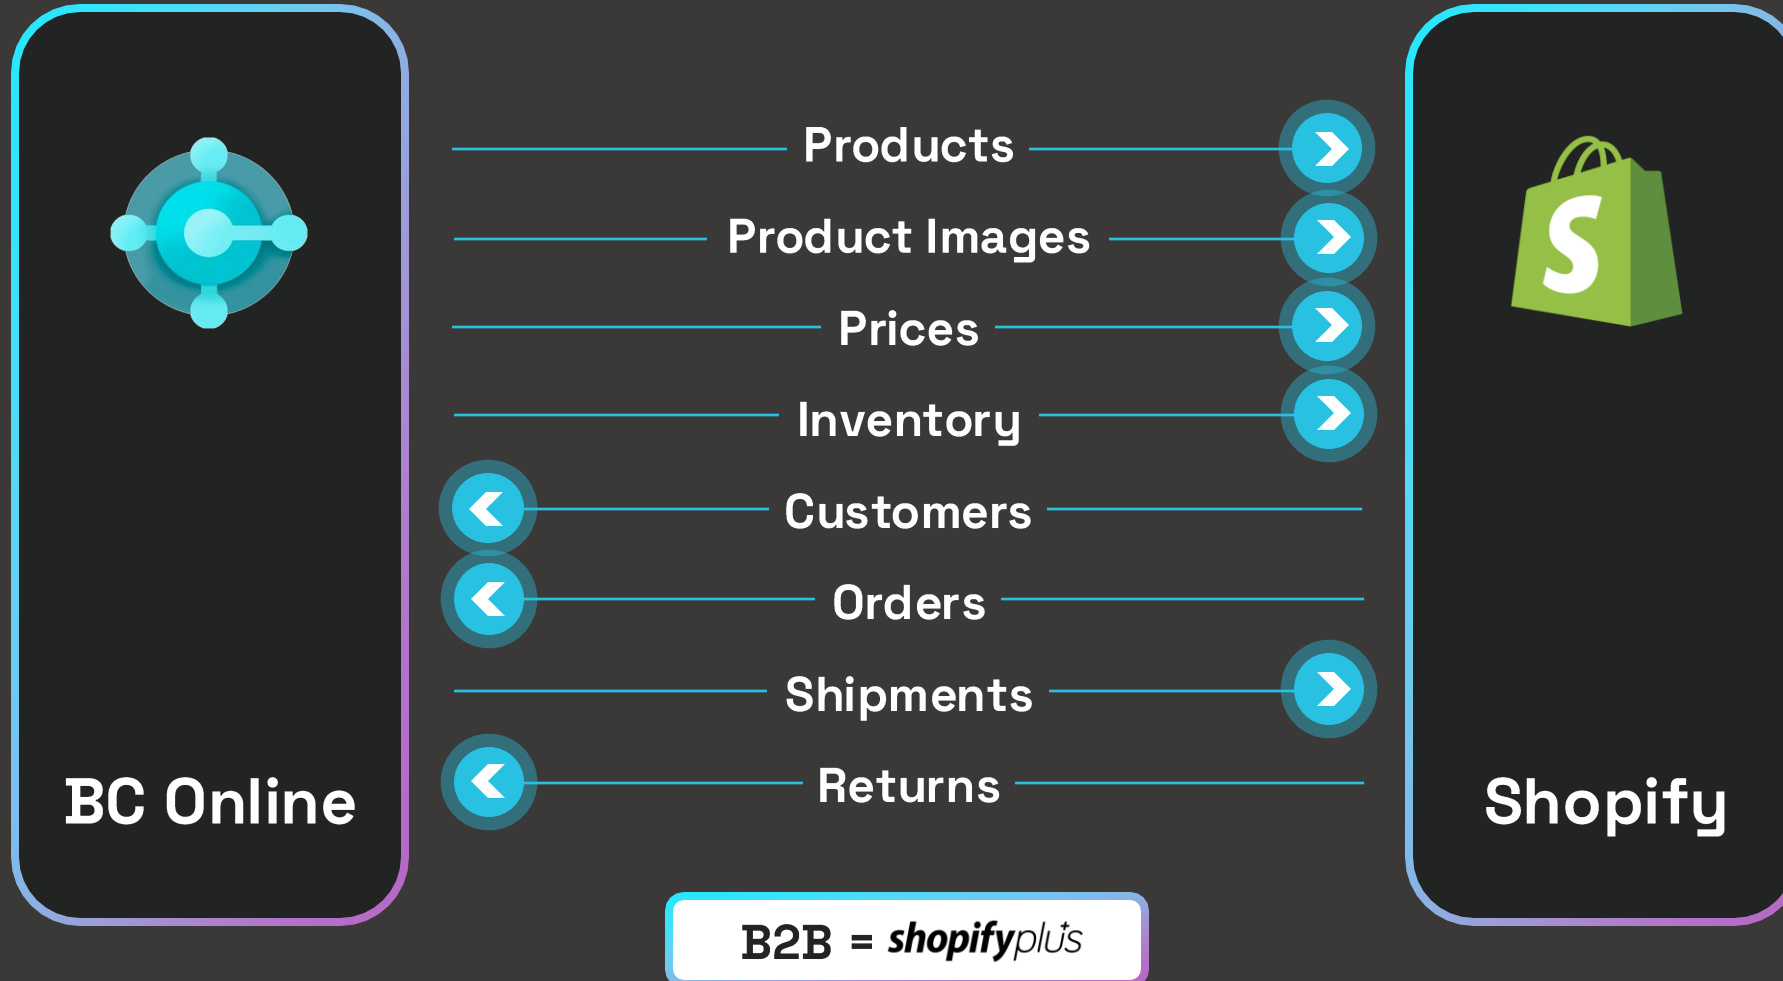 Products
Product Images
Prices
Inventory
Customers
Orders
Shipments
Returns
BC Online
Shopify
S
B2B = shopifyplus